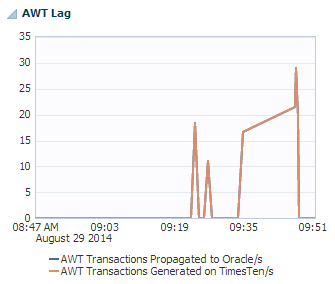 AWT Lag
35
30
25
20
15
10
5
0
08:47 AM 09:03 09:19 09:35 09:51
August 29 2014
AWT Transactions Propagated to Oracle/s
AWT Transactions Generated on TimesTen/s